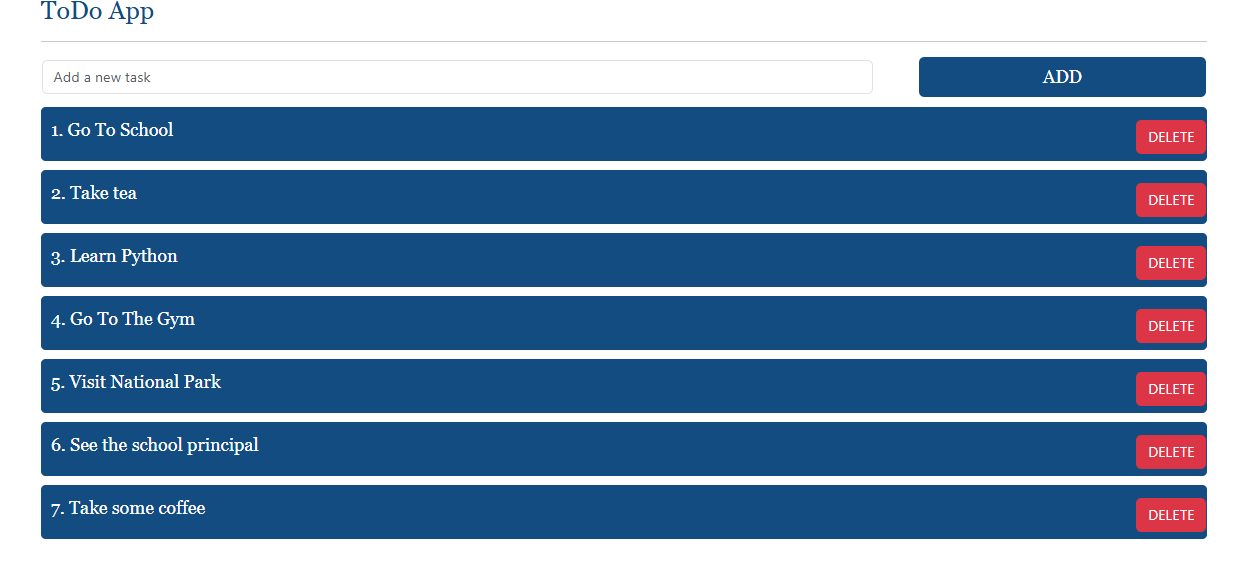 ToDo App
Add a new task
ADD
1. Go To School
DELETE
2. Take tea
DELETE
3. Learn Python
DELETE
4. Go To The Gym
DELETE
5. Visit National Park
DELETE
6. See the school principal
DELETE
7. Take some coffee
DELETE